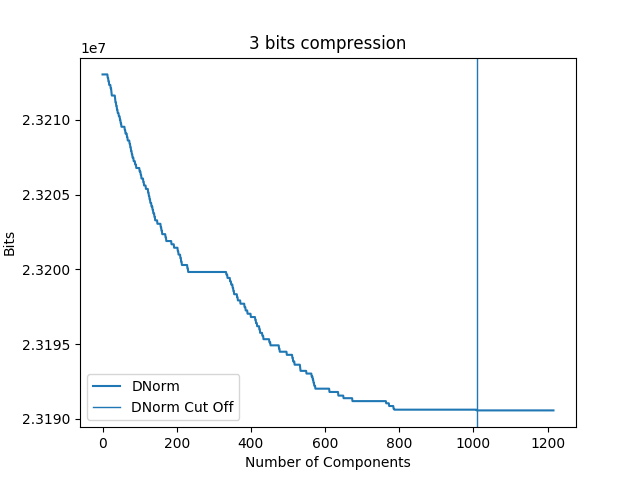 3 bits compression
1e7
2.3210
2.3205
2.3200
2.3195
2.3190
Bits
DNorm
DNorm Cut Off
0 200 400 600 800 1000 1200
Number of Components